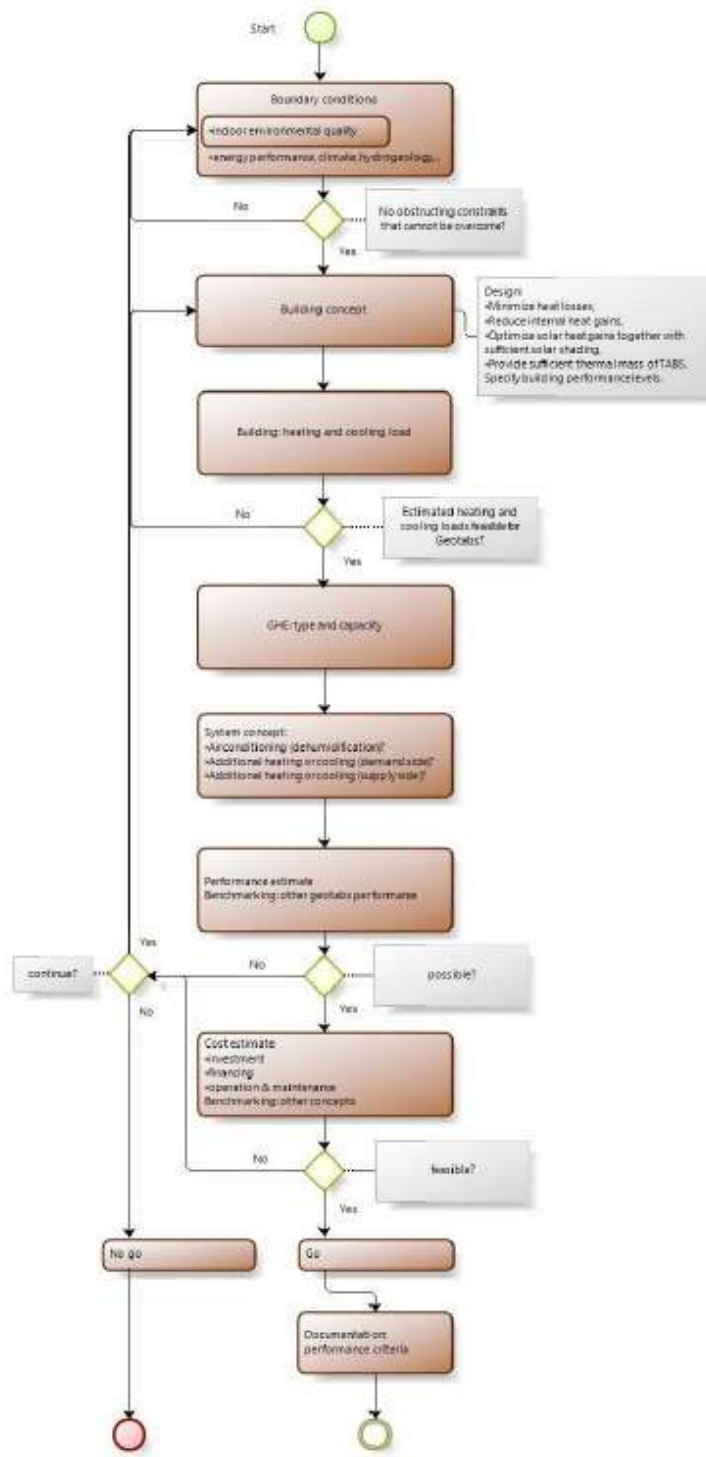 Start
Boundary conditions
•indoor environmental quality
•energy performance, climate, hydrogeology,...
No
No obstructing constraints
that cannot be overcome?
Yes
Building concept
Design:
•Minimize heat losses,
•Reduce internal heat gains,
•Optimize solar heat gains together with
sufficient solar shading,
•Provide sufficient thermal mass of TABS.
Specify building performance levels.
Building: heating and cooling load
No
Estimated heating and
cooling loads feasible for
Geotabs?
Yes
GHE: type and capacity
System concept:
•Airconditioning (dehumidification)?
•Additional heating or cooling (demand side)?
•Additional heating or cooling (supply side)?
Performance estimate
Benchmarking: other geotabs performance
Yes
continue?
No
possible?
No
Yes
Cost estimate
•investment
•financing
•operation & maintenance
Benchmarking: other concepts
No
feasible?
Yes
No go
Go
Documentation:
performance criteria